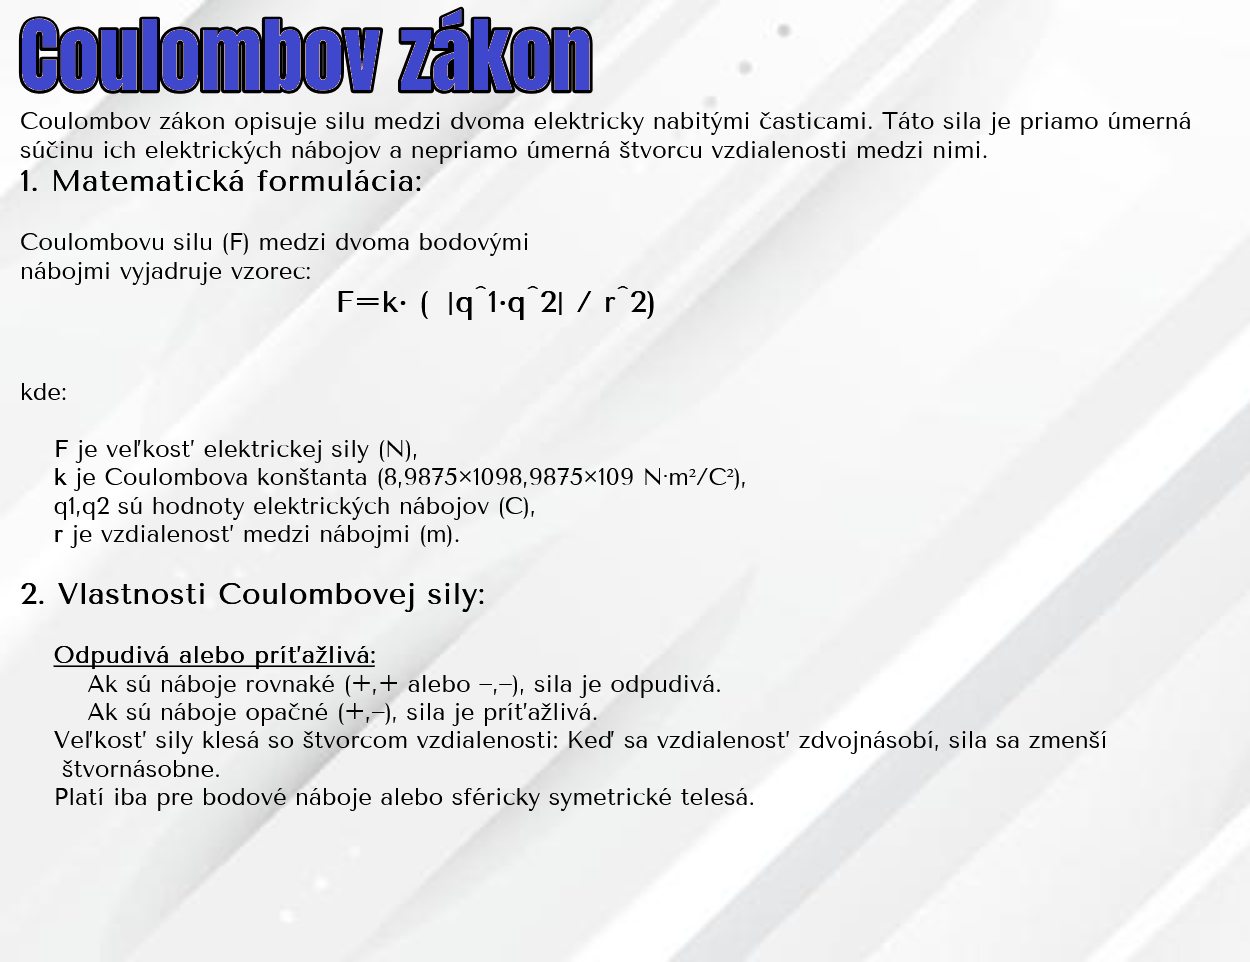 Coulombov zákon
Coulombov zákon opisuje silu medzi dvoma elektricky nabitými časticami. Táto sila je priamo úmerná
súčinu ich elektrických nábojov a nepriamo úmerná štvorcu vzdialenosti medzi nimi.
1. Matematická formulácia:
Coulombovu silu (F) medzi dvoma bodovými
nábojmi vyjadruje vzorec:
F=k· ( |q^1·q^2| / r^2)
kde:
F je veľkosť elektrickej sily (N),
k je Coulombova konštanta (8,9875×1098,9875×109 N·m²/C²),
q1,q2 sú hodnoty elektrických nábojov (C),
r je vzdialenosť medzi nábojmi (m).
2. Vlastnosti Coulombovej sily:
Odpudivá alebo príťažlivá:
Ak sú náboje rovnaké (+,+ alebo –,–), sila je odpudivá.
Ak sú náboje opačné (+,–), sila je príťažlivá.
Veľkosť sily klesá so štvorcom vzdialenosti: Keď sa vzdialenosť zdvojnásobí, sila sa zmenší
štvornásobne.
Platí iba pre bodové náboje alebo sféricky symetrické telesá.